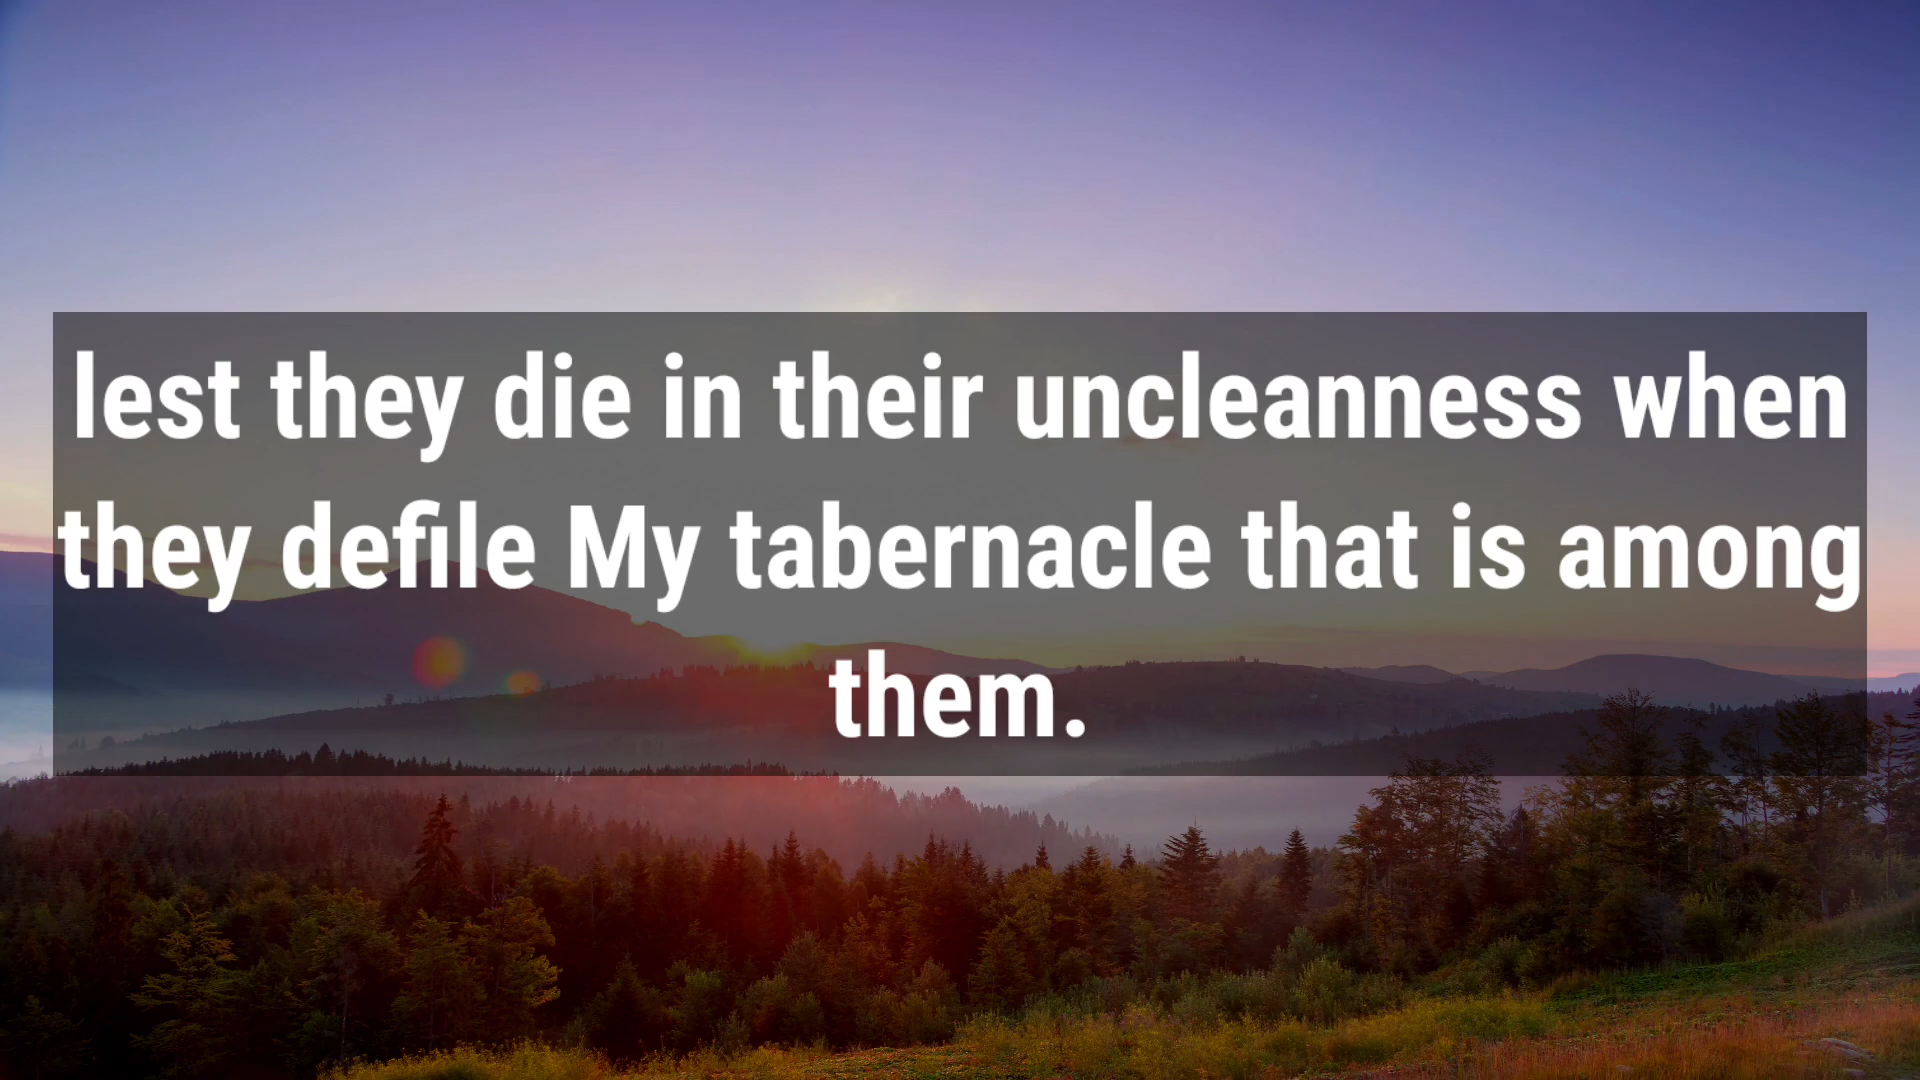 lest they die in their uncleanness when
they defile My tabernacle that is among
them.